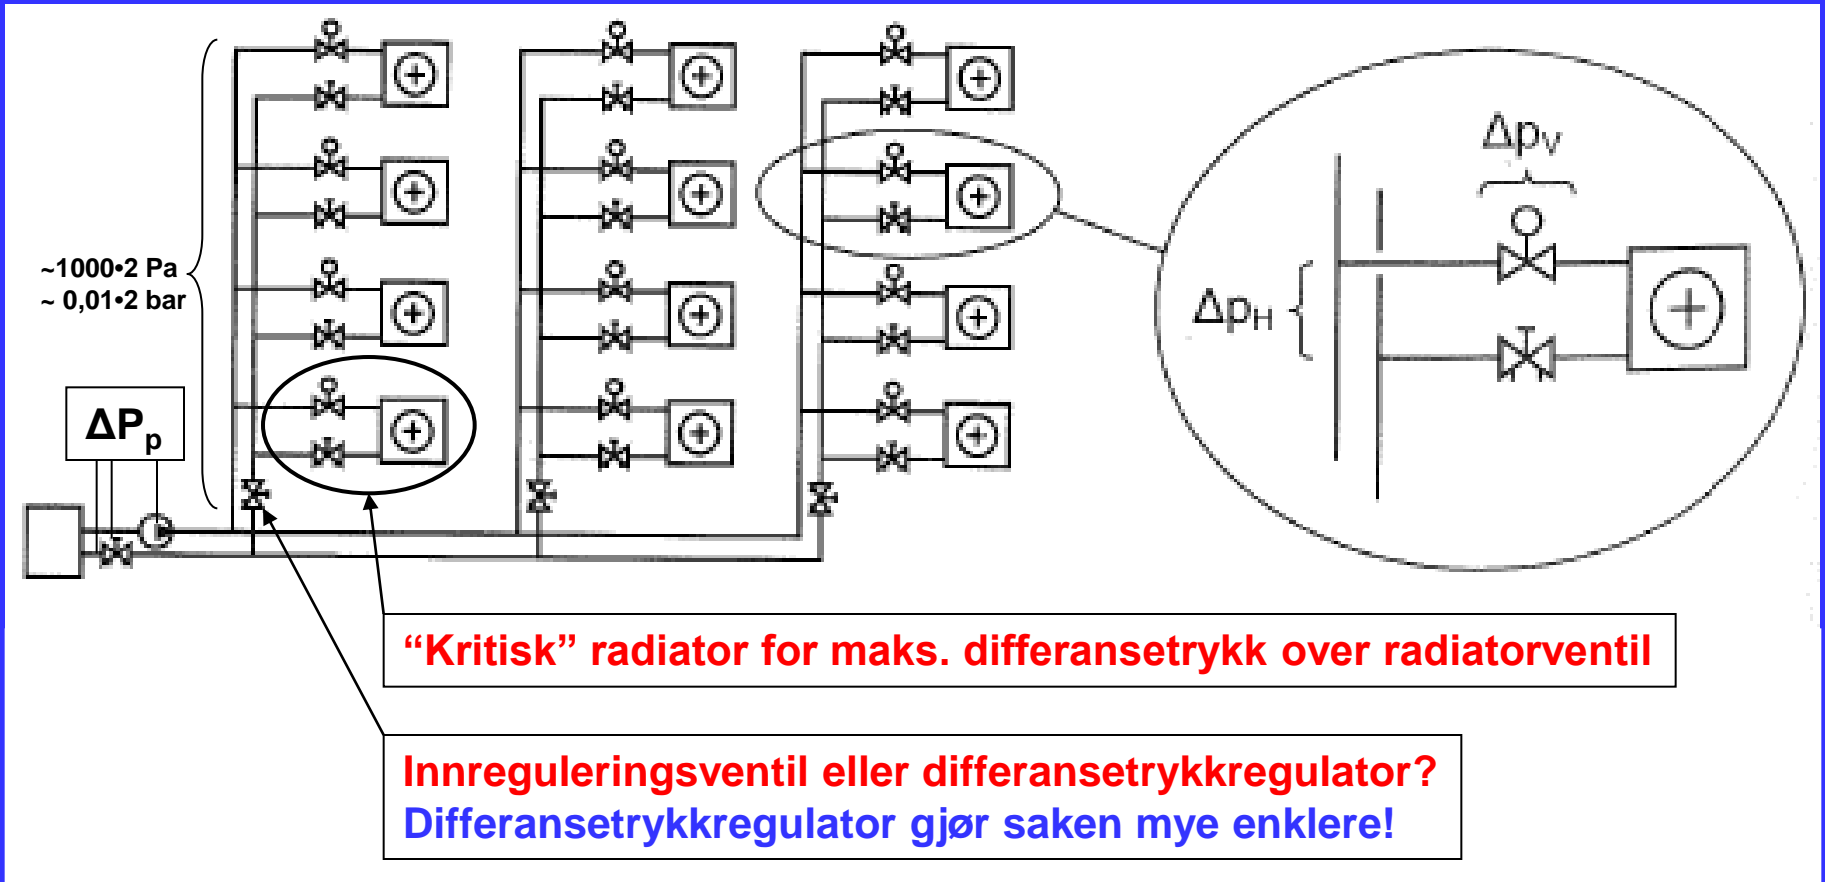 ~1000•2 Pa
~ 0,01•2 bar
ΔPp
ΔpV
ΔpH
“Kritisk” radiator for maks. differansetrykk over radiatorventil
Innreguleringsventil eller differansetrykkregulator?
Differansetrykkregulator gjør saken mye enklere!